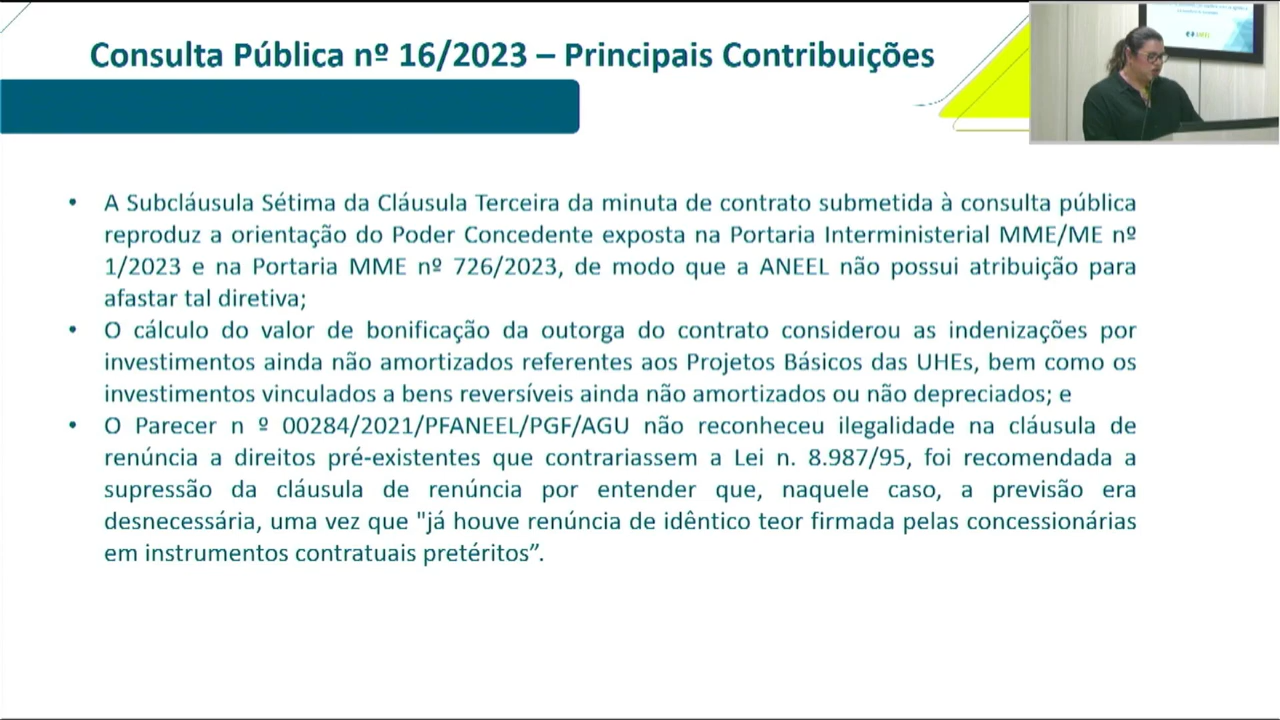 Consulta Pública nº 16/2023 – Principais Contribuições
• A Subcláusula Sétima da Cláusula Terceira da minuta de contrato submetida à consulta pública
reproduz a orientação do Poder Concedente exposta na Portaria Interministerial MME/ME nº
1/2023 e na Portaria MME nº 726/2023, de modo que a ANEEL não possui atribuição para
afastar tal diretiva;
• O cálculo do valor de bonificação da outorga do contrato considerou as indenizações por
investimentos ainda não amortizados referentes aos Projetos Básicos das UHEs, bem como os
investimentos vinculados a bens reversíveis ainda não amortizados ou não depreciados; e
• O Parecer n º 00284/2021/PFANEEL/PGF/AGU não reconheceu ilegalidade na cláusula de
renúncia a direitos pré-existentes que contrariassem a Lei n. 8.987/95, foi recomendada a
supressão da cláusula de renúncia por entender que, naquele caso, a previsão era
desnecessária, uma vez que "já houve renúncia de idêntico teor firmada pelas concessionárias
em instrumentos contratuais pretéritos”.